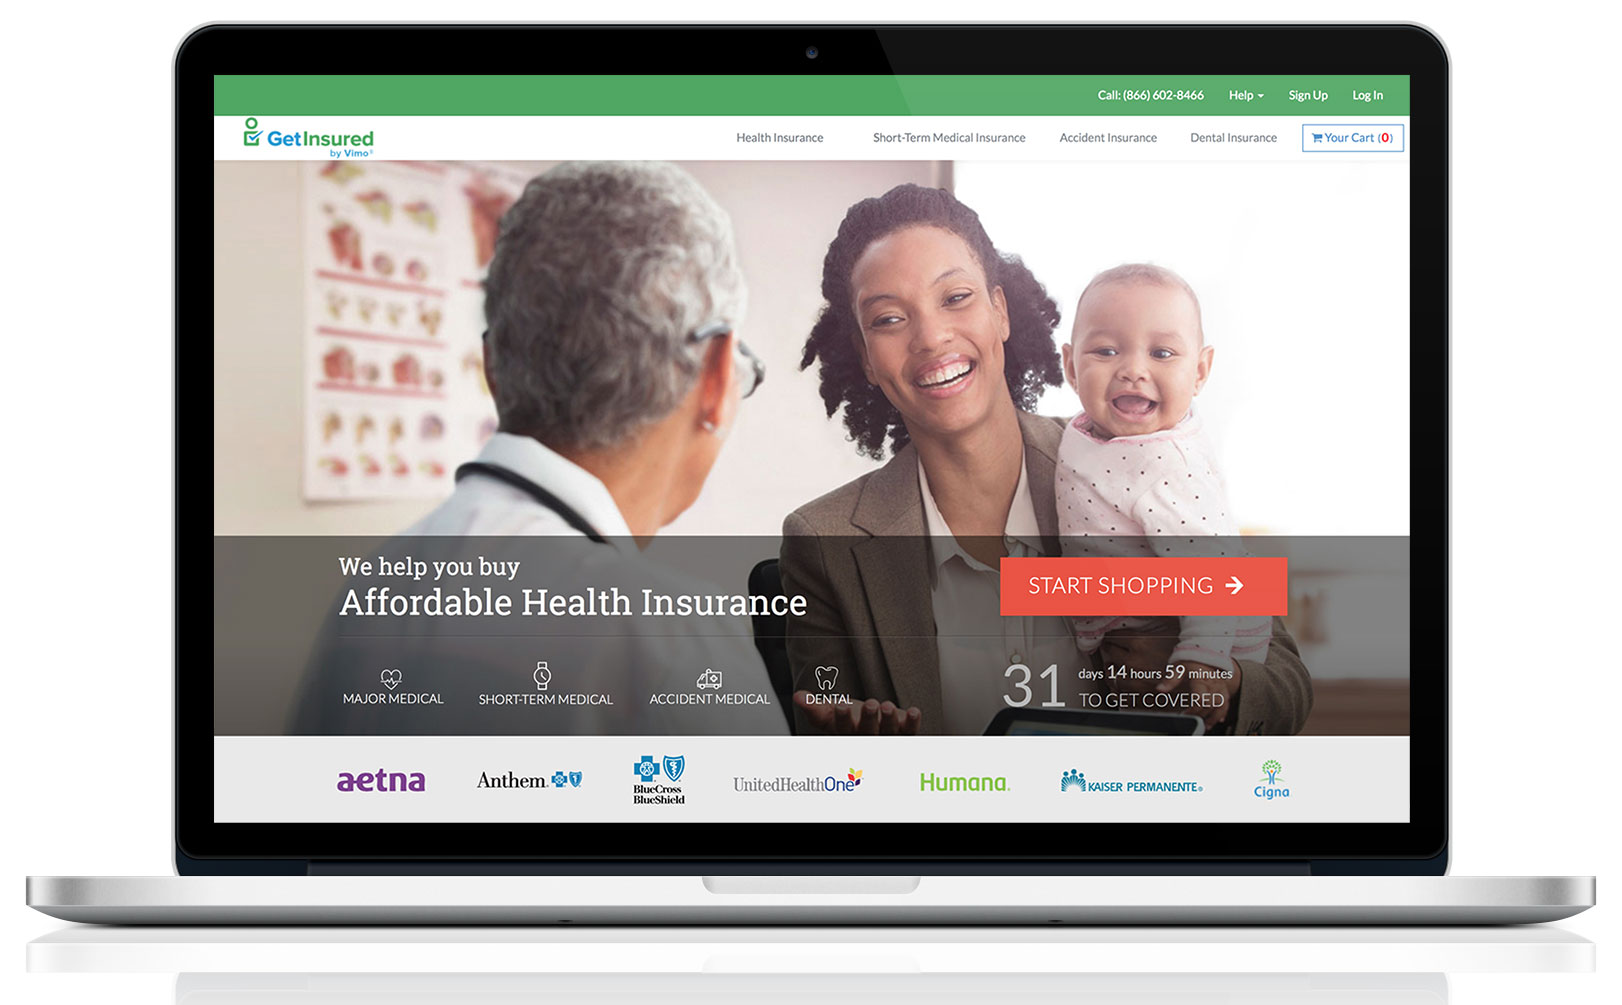 Call: (866) 602-8466 Help Sign Up Log In
GetInsured
by Vimo®
Health Insurance Short-Term Medical Insurance Accident Insurance Dental Insurance Your Cart (0)
We help you buy
Affordable Health Insurance
START SHOPPING
MAJOR MEDICAL SHORT-TERM MEDICAL ACCIDENT MEDICAL DENTAL
31 days 14 hours 59 minutes
TO GET COVERED
aetna
Anthem.
BlueCross
BlueShield
UnitedHealthOne
Humana.
KAISER PERMANENTE®
Cigna